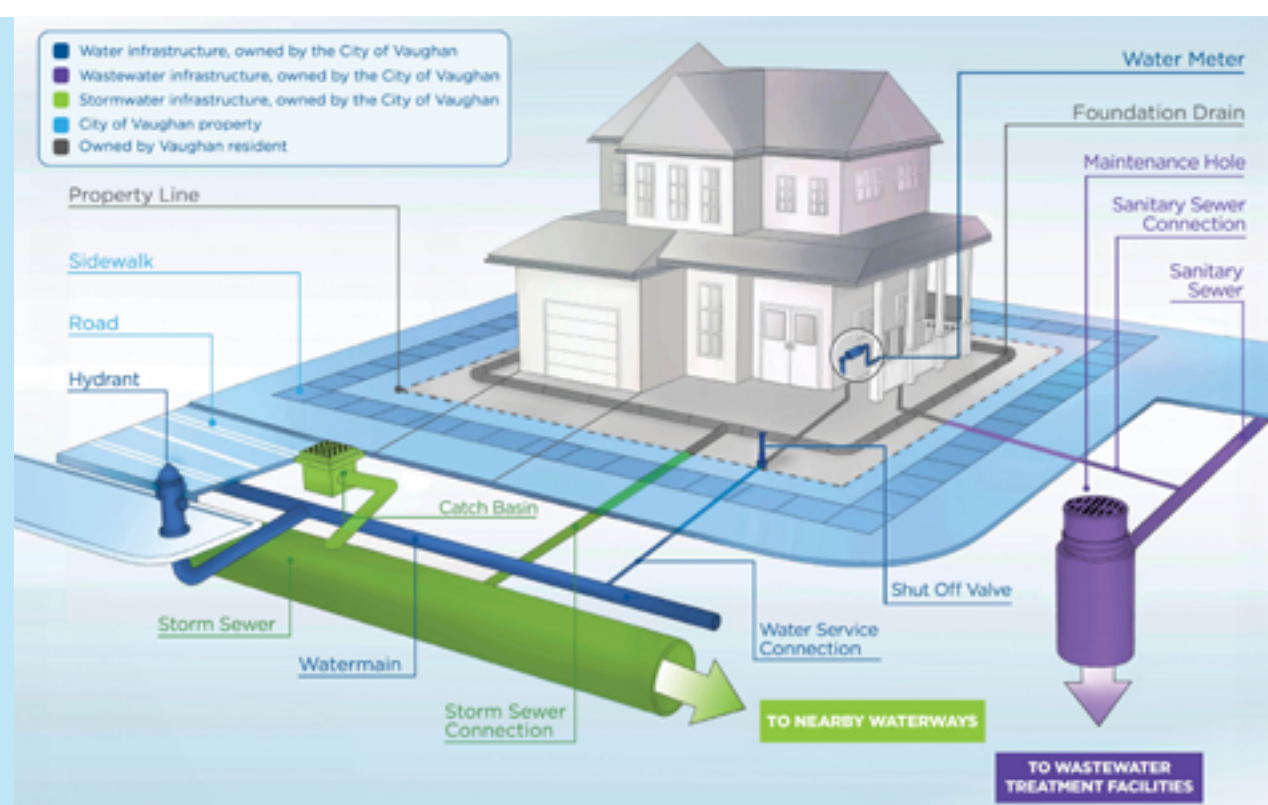 Water infrastructure, owned by the City of Vaughan
Wastewater infrastructure, owned by the City of Vaughan
Stormwater infrastructure, owned by the City of Vaughan
City of Vaughan property
Owned by Vaughan resident
Water Meter
Foundation Drain
Maintenance Hole
Sanitary Sewer
Connection
Sanitary
Sewer
Property Line
Sidewalk
Road
Hydrant
Catch Basin
Storm Sewer
Watermain
Storm Sewer
Connection
Water Service
Connection
Shut Off Valve
TO NEARBY WATERWAYS
TO WASTEWATER
TREATMENT FACILITIES